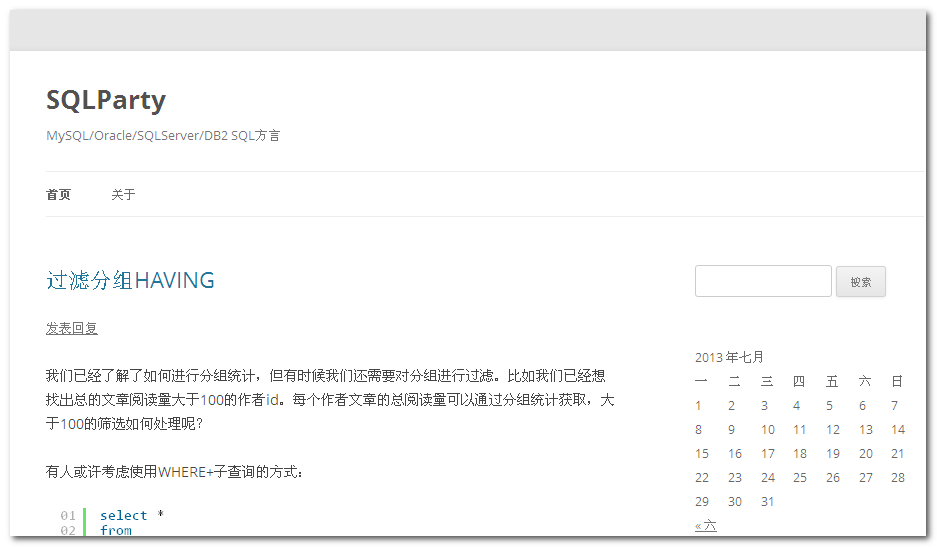 SQLParty
MySQL/Oracle/SQLServer/DB2 SQL方言
首页 关于
过滤分组HAVING
发表回复
我们已经了解了如何进行分组统计，但有时候我们还需要对分组进行过滤。比如我们已经想
找出总的文章阅读量大于100的作者id。每个作者文章的总阅读量可以通过分组统计获取，大
于100的筛选如何处理呢？
有人或许考虑使用WHERE+子查询的方式：
01 select *
02 from
搜索
2013 年七月
一 二 三 四 五 六 日
1 2 3 4 5 6 7
8 9 10 11 12 13 14
15 16 17 18 19 20 21
22 23 24 25 26 27 28
29 30 31
« 六